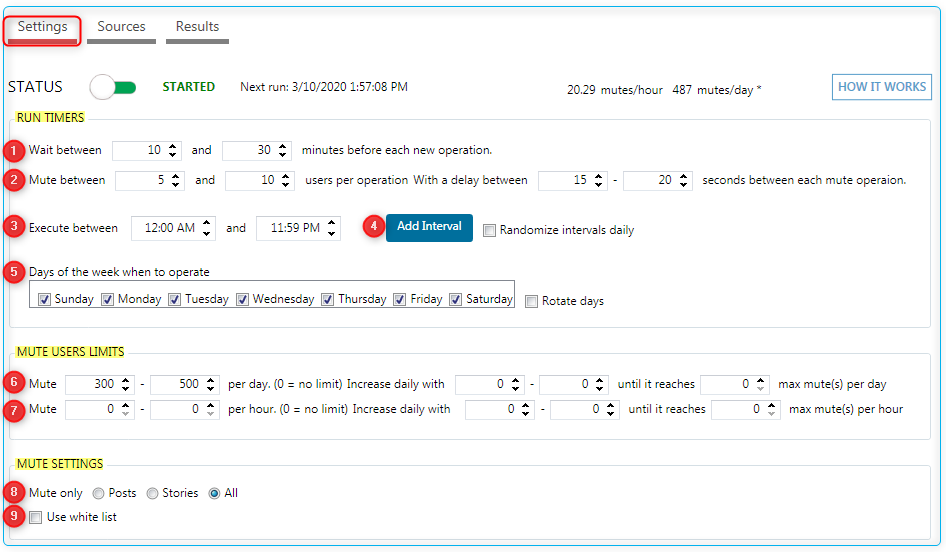 Settings Sources Results
STATUS STARTED Next run: 3/10/2020 1:57:08 PM 20.29 mutes/hour 487 mutes/day * HOW IT WORKS
RUN TIMERS
1 Wait between 10 and 30 minutes before each new operation.
2 Mute between 5 and 10 users per operation With a delay between 15 - 20 seconds between each mute operaion.
3 Execute between 12:00 AM and 11:59 PM 4 Add Interval Randomize intervals daily
5 Days of the week when to operate
Sunday Monday Tuesday Wednesday Thursday Friday Saturday Rotate days
MUTE USERS LIMITS
6 Mute 300 - 500 per day. (0 = no limit) Increase daily with 0 - 0 until it reaches 0 max mute(s) per day
7 Mute 0 - 0 per hour. (0 = no limit) Increase daily with 0 - 0 until it reaches 0 max mute(s) per hour
MUTE SETTINGS
8 Mute only Posts Stories All
9 Use white list